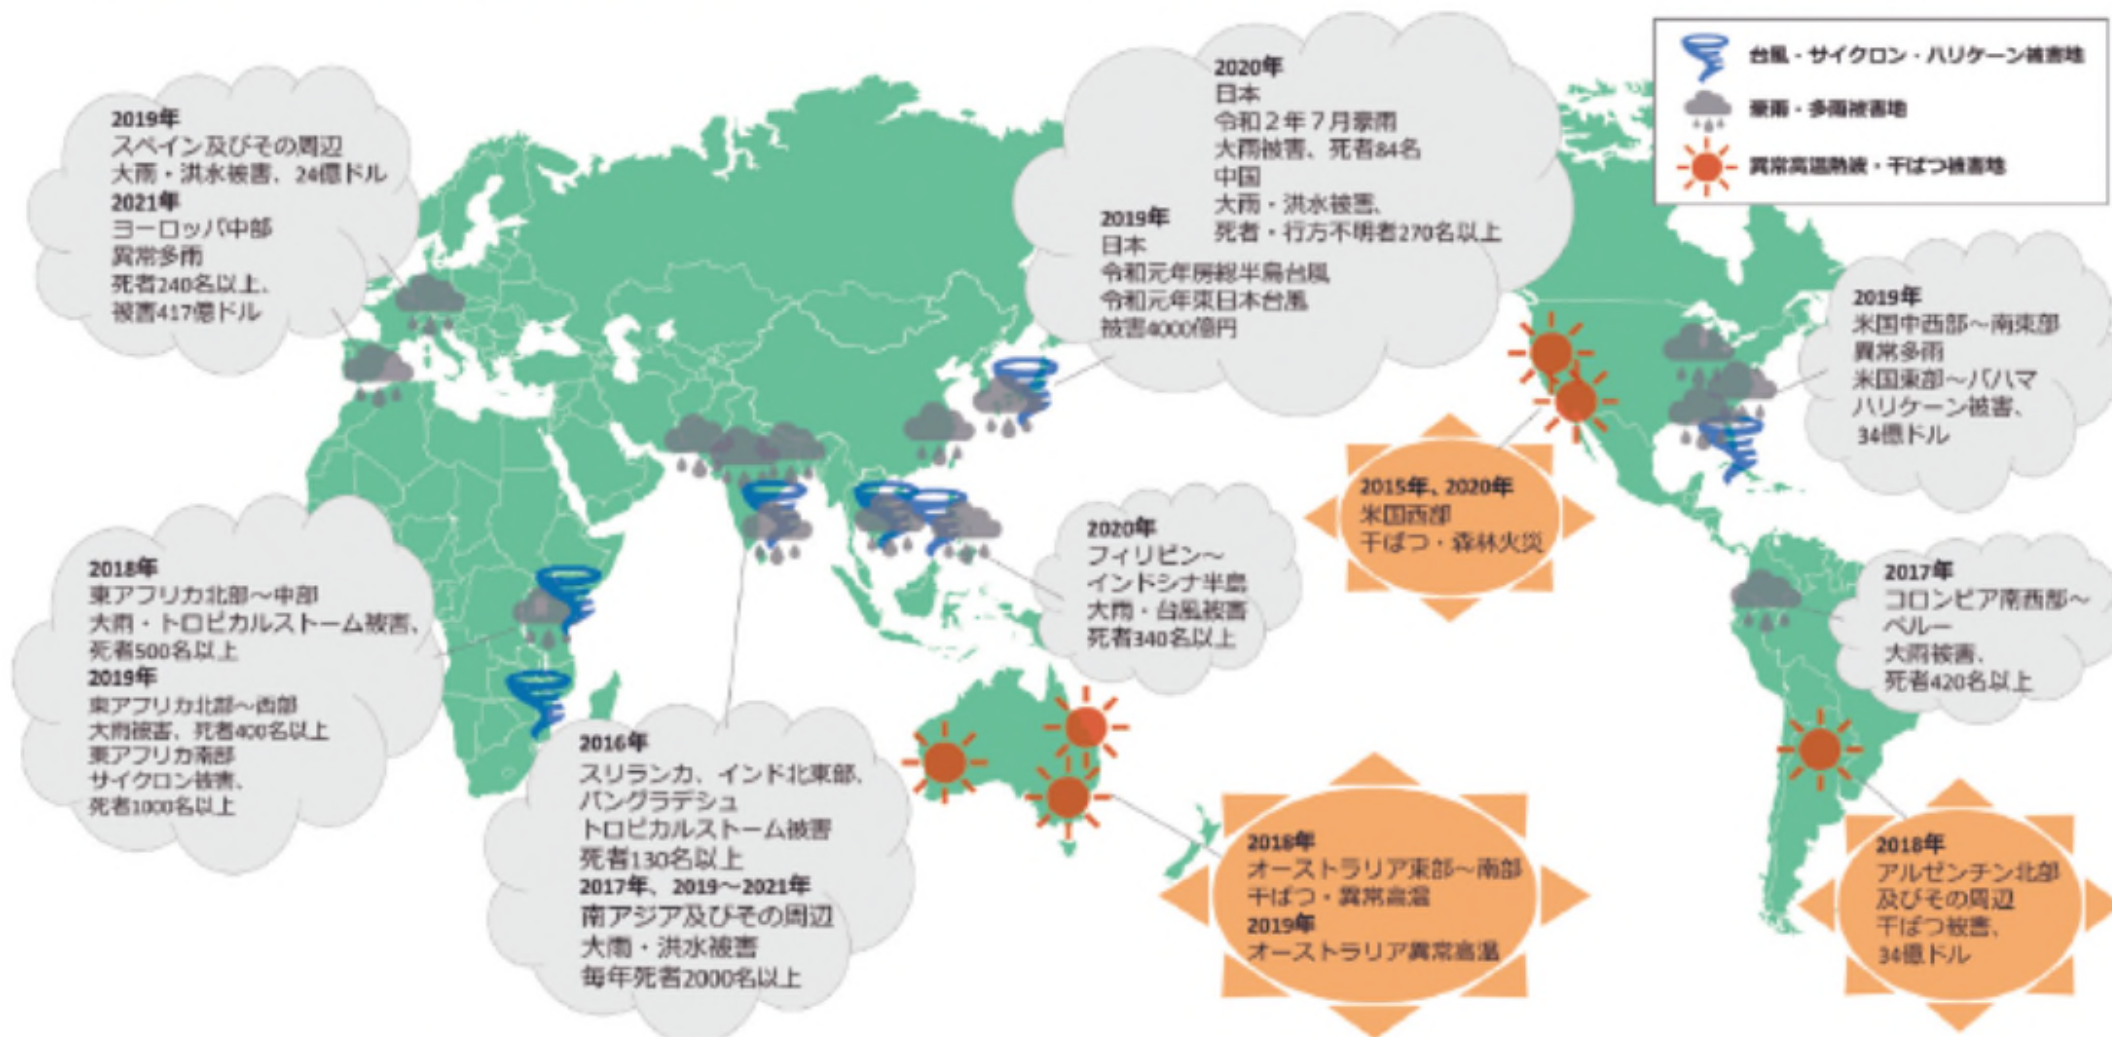 台風・サイクロン・ハリケーン被害地
豪雨・多雨被害地
異常高温熱波・干ばつ被害地
2019年
スペイン及びその周辺
大雨・洪水被害、24億ドル
2021年
ヨーロッパ中部
異常多雨
死者240名以上、
被害417億ドル
2020年
日本
令和2年7月豪雨
大雨被害、死者84名
中国
大雨・洪水被害、
死者・行方不明者270名以上
2019年
日本
令和元年房総半島台風
令和元年東日本台風
被害4000億円
2019年
米国中西部～南東部
異常多雨
米国東部～バハマ
ハリケーン被害、
34億ドル
2015年、2020年
米国西部
干ばつ・森林火災
2020年
フィリピン～
インドシナ半島
大雨・台風被害
死者340名以上
2017年
コロンビア南西部～
ペルー
大雨被害、
死者420名以上
2018年
東アフリカ北部～中部
大雨・トロピカルストーム被害、
死者500名以上
2019年
東アフリカ北部～西部
大雨被害、死者400名以上
東アフリカ南部
サイクロン被害、
死者1000名以上
2016年
スリランカ、インド北東部、
バングラデシュ
トロピカルストーム被害
死者130名以上
2017年、2019～2021年
南アジア及びその周辺
大雨・洪水被害
毎年死者2000名以上
2018年
オーストラリア東部～南部
干ばつ・異常高温
2019年
オーストラリア異常高温
2018年
アルゼンチン北部
及びその周辺
干ばつ被害、
34億ドル